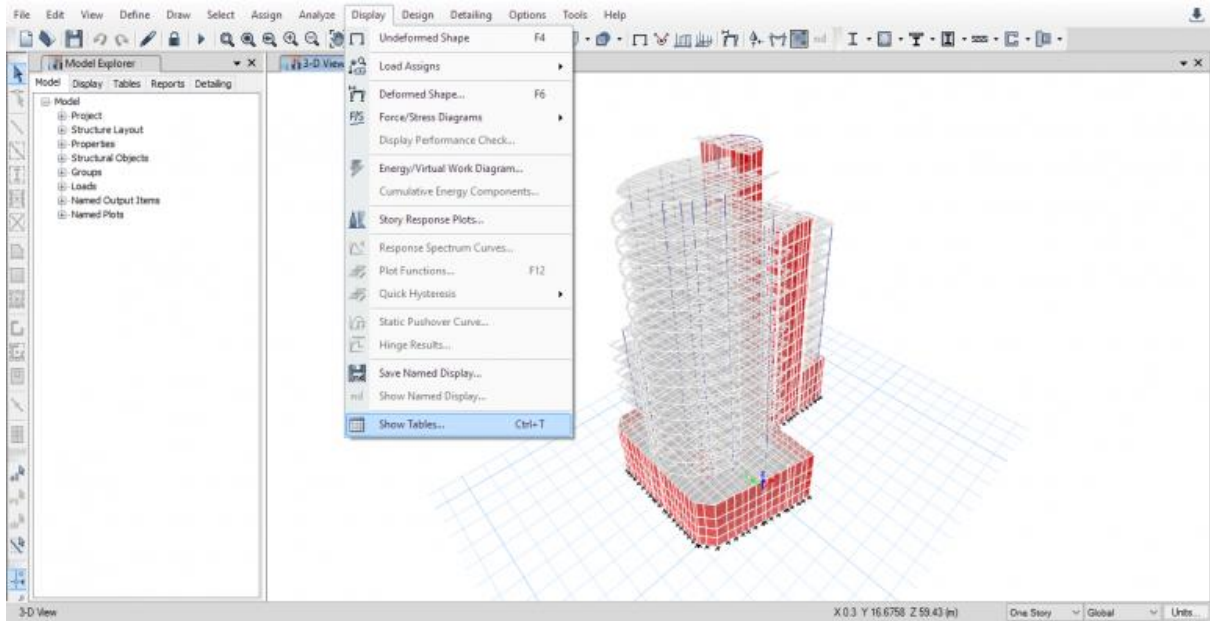 File Edit View Define Draw Select Assign Analyze Display Design Detailing Options Tools Help
Model Explorer
3-D View
Model Display Tables Reports Detailing
Model
Project
Structure Layout
Properties
Structural Objects
Groups
Loads
Named Output Items
Named Plots
Undeformed Shape F4
Load Assigns
Deformed Shape... F6
Force/Stress Diagrams
Display Performance Check...
Energy/Virtual Work Diagram...
Cumulative Energy Components...
Story Response Plots...
Response Spectrum Curves...
Plot Functions... F12
Quick Hysteresis
Static Pushover Curve...
Hinge Results...
Save Named Display...
Show Named Display...
Show Tables... Ctrl+T
3-D View
X 0.3 Y 16.6758 Z 59.43 (m)
One Story
Global
Units...